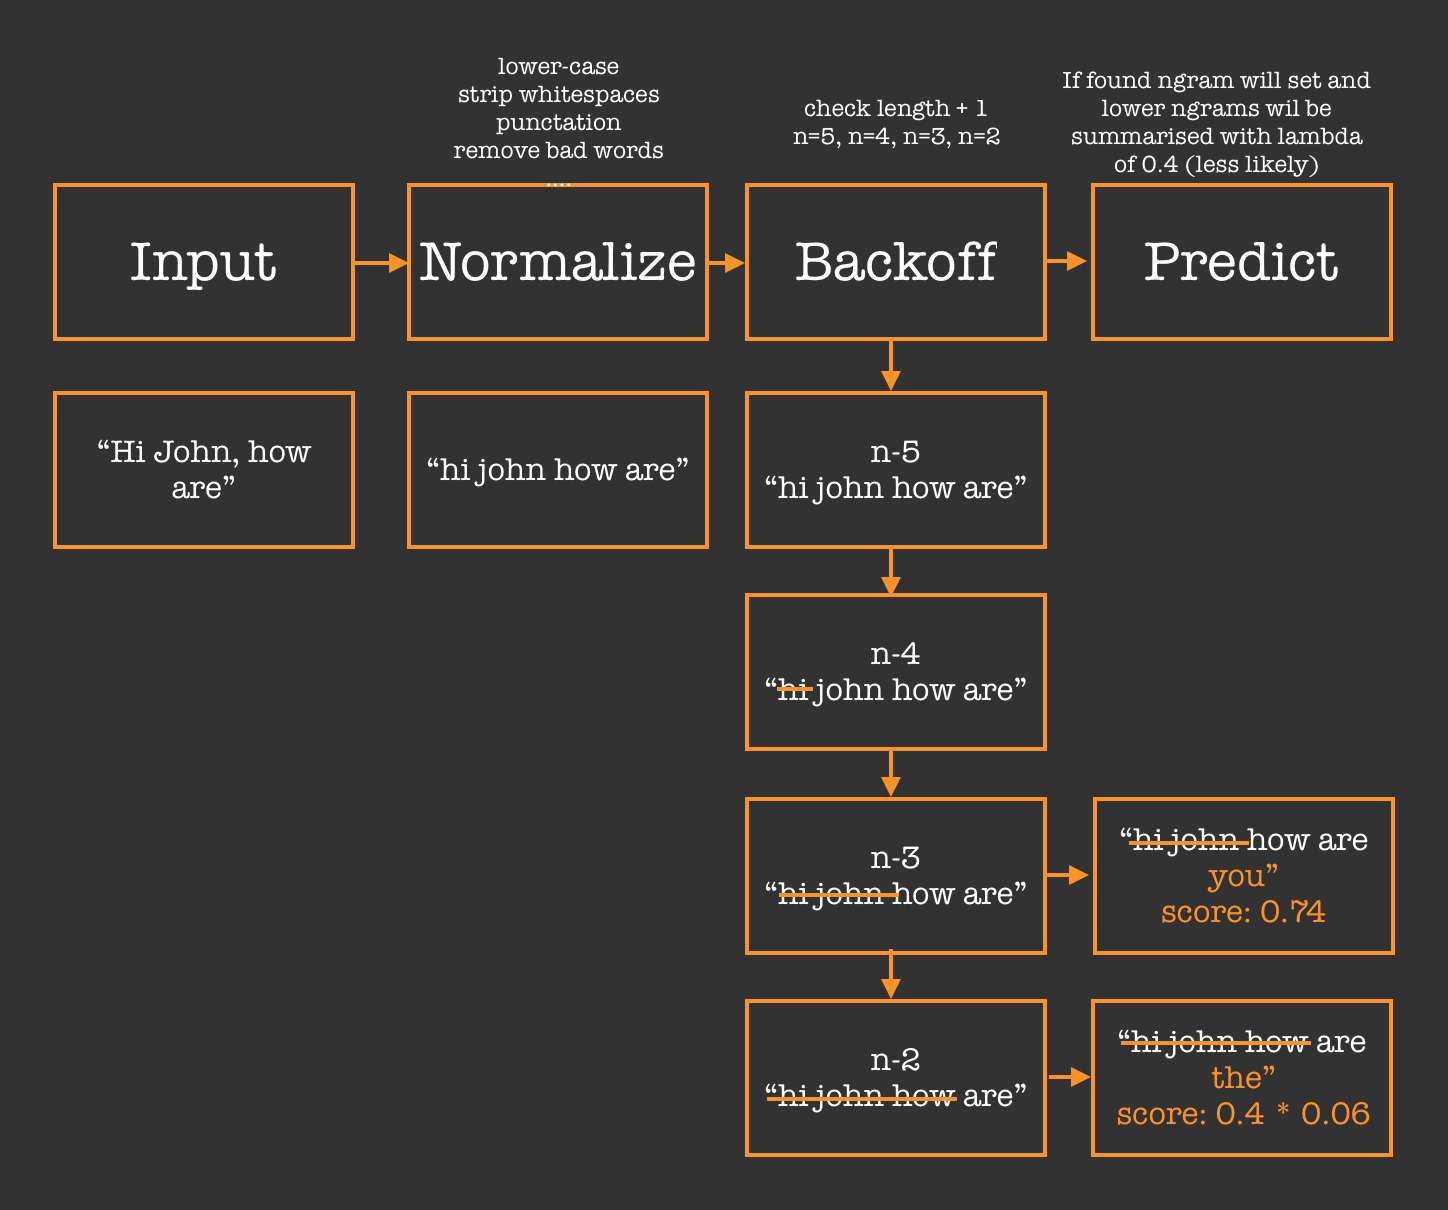 lower-case
strip whitespaces
punctation
remove bad words
....
check length + 1
n=5, n=4, n=3, n=2
If found ngram will set and
lower ngrams wil be
summarised with lambda
of 0.4 (less likely)
Input
Normalize
Backoff
Predict
“Hi John, how
are”
“hi john how are”
n-5
“hi john how are”
n-4
“hi john how are”
n-3
“hi john how are”
“hi john how are
you”
score: 0.74
n-2
“hi john how are”
“hi john how are
the”
score: 0.4 * 0.06